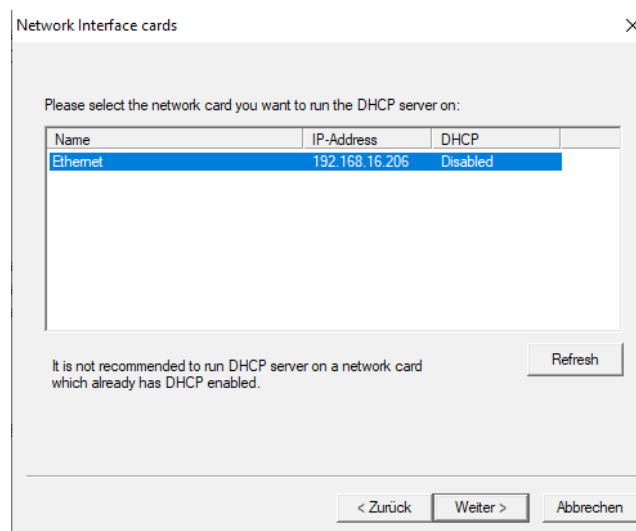 Network Interface cards
Please select the network card you want to run the DHCP server on:
Name IP-Address DHCP
Ethernet 192.168.16.206 Disabled
It is not recommended to run DHCP server on a network card
which already has DHCP enabled.
Refresh
< Zurück Weiter > Abbrechen